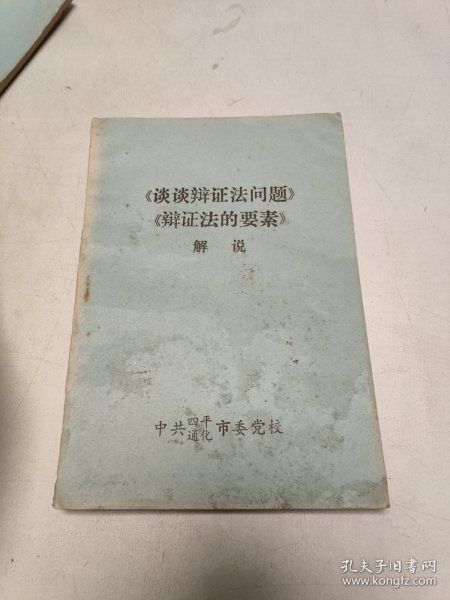 《谈谈辩证法问题》
《辩证法的要素》
解 说
中共四平通化市委党校
孔夫子旧书网
www.kongfz.com